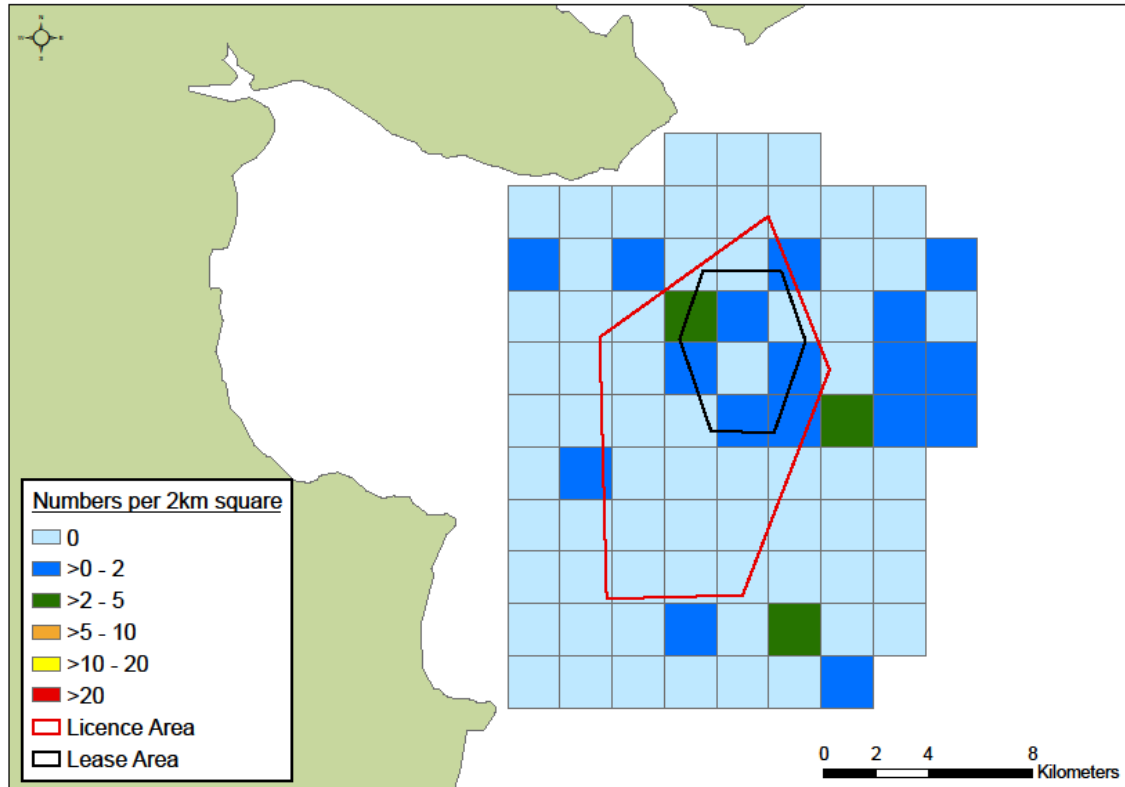 N
W
E
S
Numbers per 2km square
0
>0 - 2
>2 - 5
>5 - 10
>10 - 20
>20
Licence Area
Lease Area
0 2 4 8
Kilometers